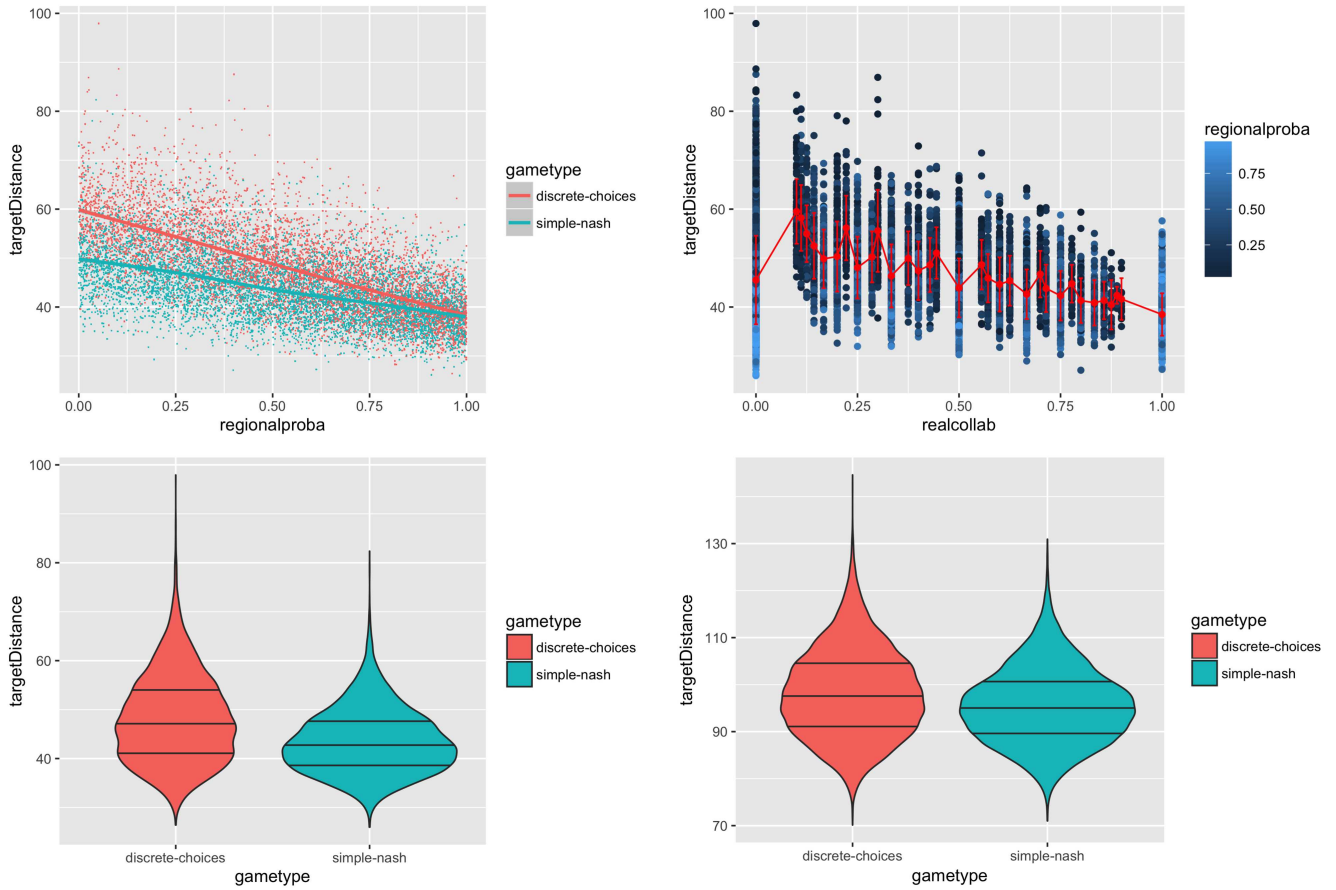 100
80
60
40
targetDistance
0.00 0.25 0.50 0.75 1.00
regionalproba
gametype
discrete-choices
simple-nash
100
80
60
40
targetDistance
0.00 0.25 0.50 0.75 1.00
realcollab
regionalproba
0.75
0.50
0.25
100
80
60
40
targetDistance
discrete-choices simple-nash
gametype
gametype
discrete-choices
simple-nash
130
110
90
70
targetDistance
discrete-choices simple-nash
gametype
gametype
discrete-choices
simple-nash